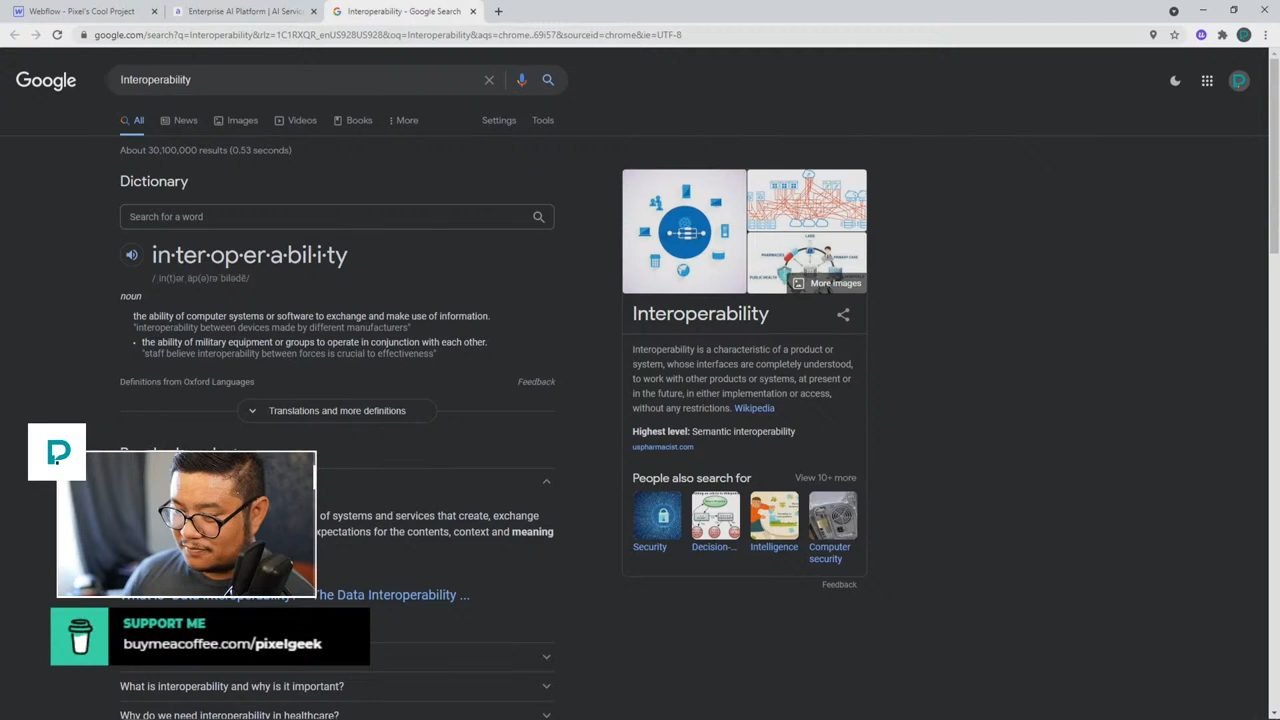 Webflow - Pixel's Cool Project
Enterprise AI Platform | AI Servic
Interoperability - Google Search
google.com/search?q=Interoperability&rlz=1C1RXQR_enUS928US928&oq=Interoperability&aqs=chrome..69i57&sourceid=chrome&ie=UTF-8
Google
Interoperability
All
News
Images
Videos
Books
More
Settings
Tools
About 30,100,000 results (0.53 seconds)
Dictionary
Search for a word
in·ter·op·er·a·bil·i·ty
/ˌin(t)ərˌäp(ə)rəˈbilədē/
noun
the ability of computer systems or software to exchange and make use of information.
"interoperability between devices made by different manufacturers"
• the ability of military equipment or groups to operate in conjunction with each other.
"staff believe interoperability between forces is crucial to effectiveness"
Definitions from Oxford Languages
Feedback
Translations and more definitions
of systems and services that create, exchange
expectations for the contents, context and meaning
The Data Interoperability ...
What is interoperability and why is it important?
Why do we need interoperability in healthcare?
SUPPORT ME
buymeacoffee.com/pixelgeek
LABS
PHARMACIES
PRIMARY CARE
PUBLIC HEALTH
More images
Interoperability
Interoperability is a characteristic of a product or
system, whose interfaces are completely understood,
to work with other products or systems, at present or
in the future, in either implementation or access,
without any restrictions. Wikipedia
Highest level: Semantic interoperability
uspharmacist.com
People also search for
View 10+ more
Security
Decision-...
Intelligence
Computer
security
Feedback